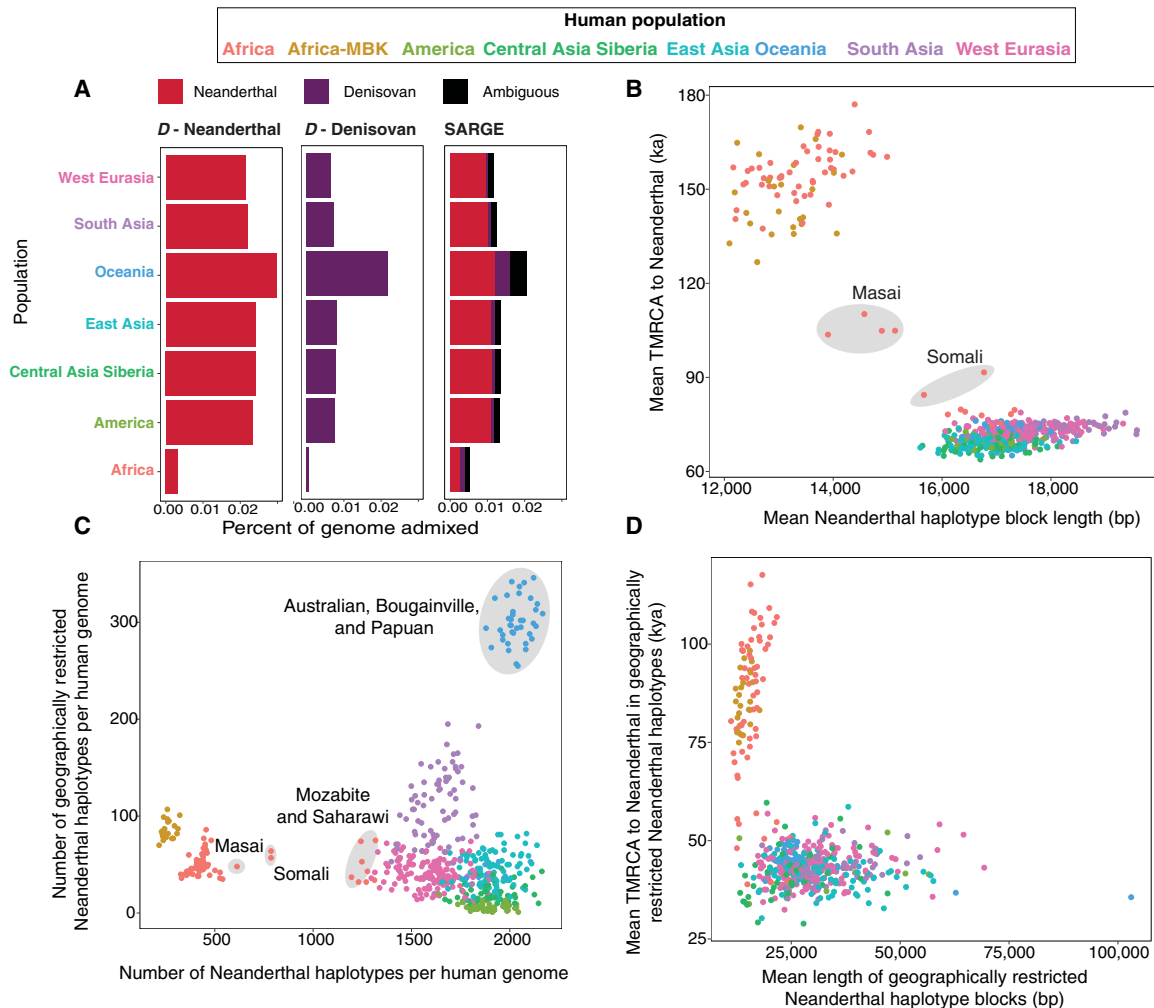 Human population
Africa Africa-MBK America Central Asia Siberia East Asia Oceania South Asia West Eurasia
A
Neanderthal Denisovan Ambiguous
D - Neanderthal D - Denisovan SARGE
West Eurasia
South Asia
Oceania
East Asia
Central Asia Siberia
America
Africa
Population
0.00 0.01 0.02 0.00 0.01 0.02 0.00 0.01 0.02
Percent of genome admixed
B
180
150
120
90
60
Masai
Somali
12,000 14,000 16,000 18,000
Mean TMRCA to Neanderthal (ka)
Mean Neanderthal haplotype block length (bp)
C
300
200
100
0
Australian, Bougainville,
and Papuan
Mozabite
and Saharawi
Masai
Somali
500 1000 1500 2000
Number of geographically restricted
Neanderthal haplotypes per human genome
Number of Neanderthal haplotypes per human genome
D
100
75
50
25
25,000 50,000 75,000 100,000
Mean TMRCA to Neanderthal in geographically
restricted Neanderthal haplotypes (kya)
Mean length of geographically restricted
Neanderthal haplotype blocks (bp)